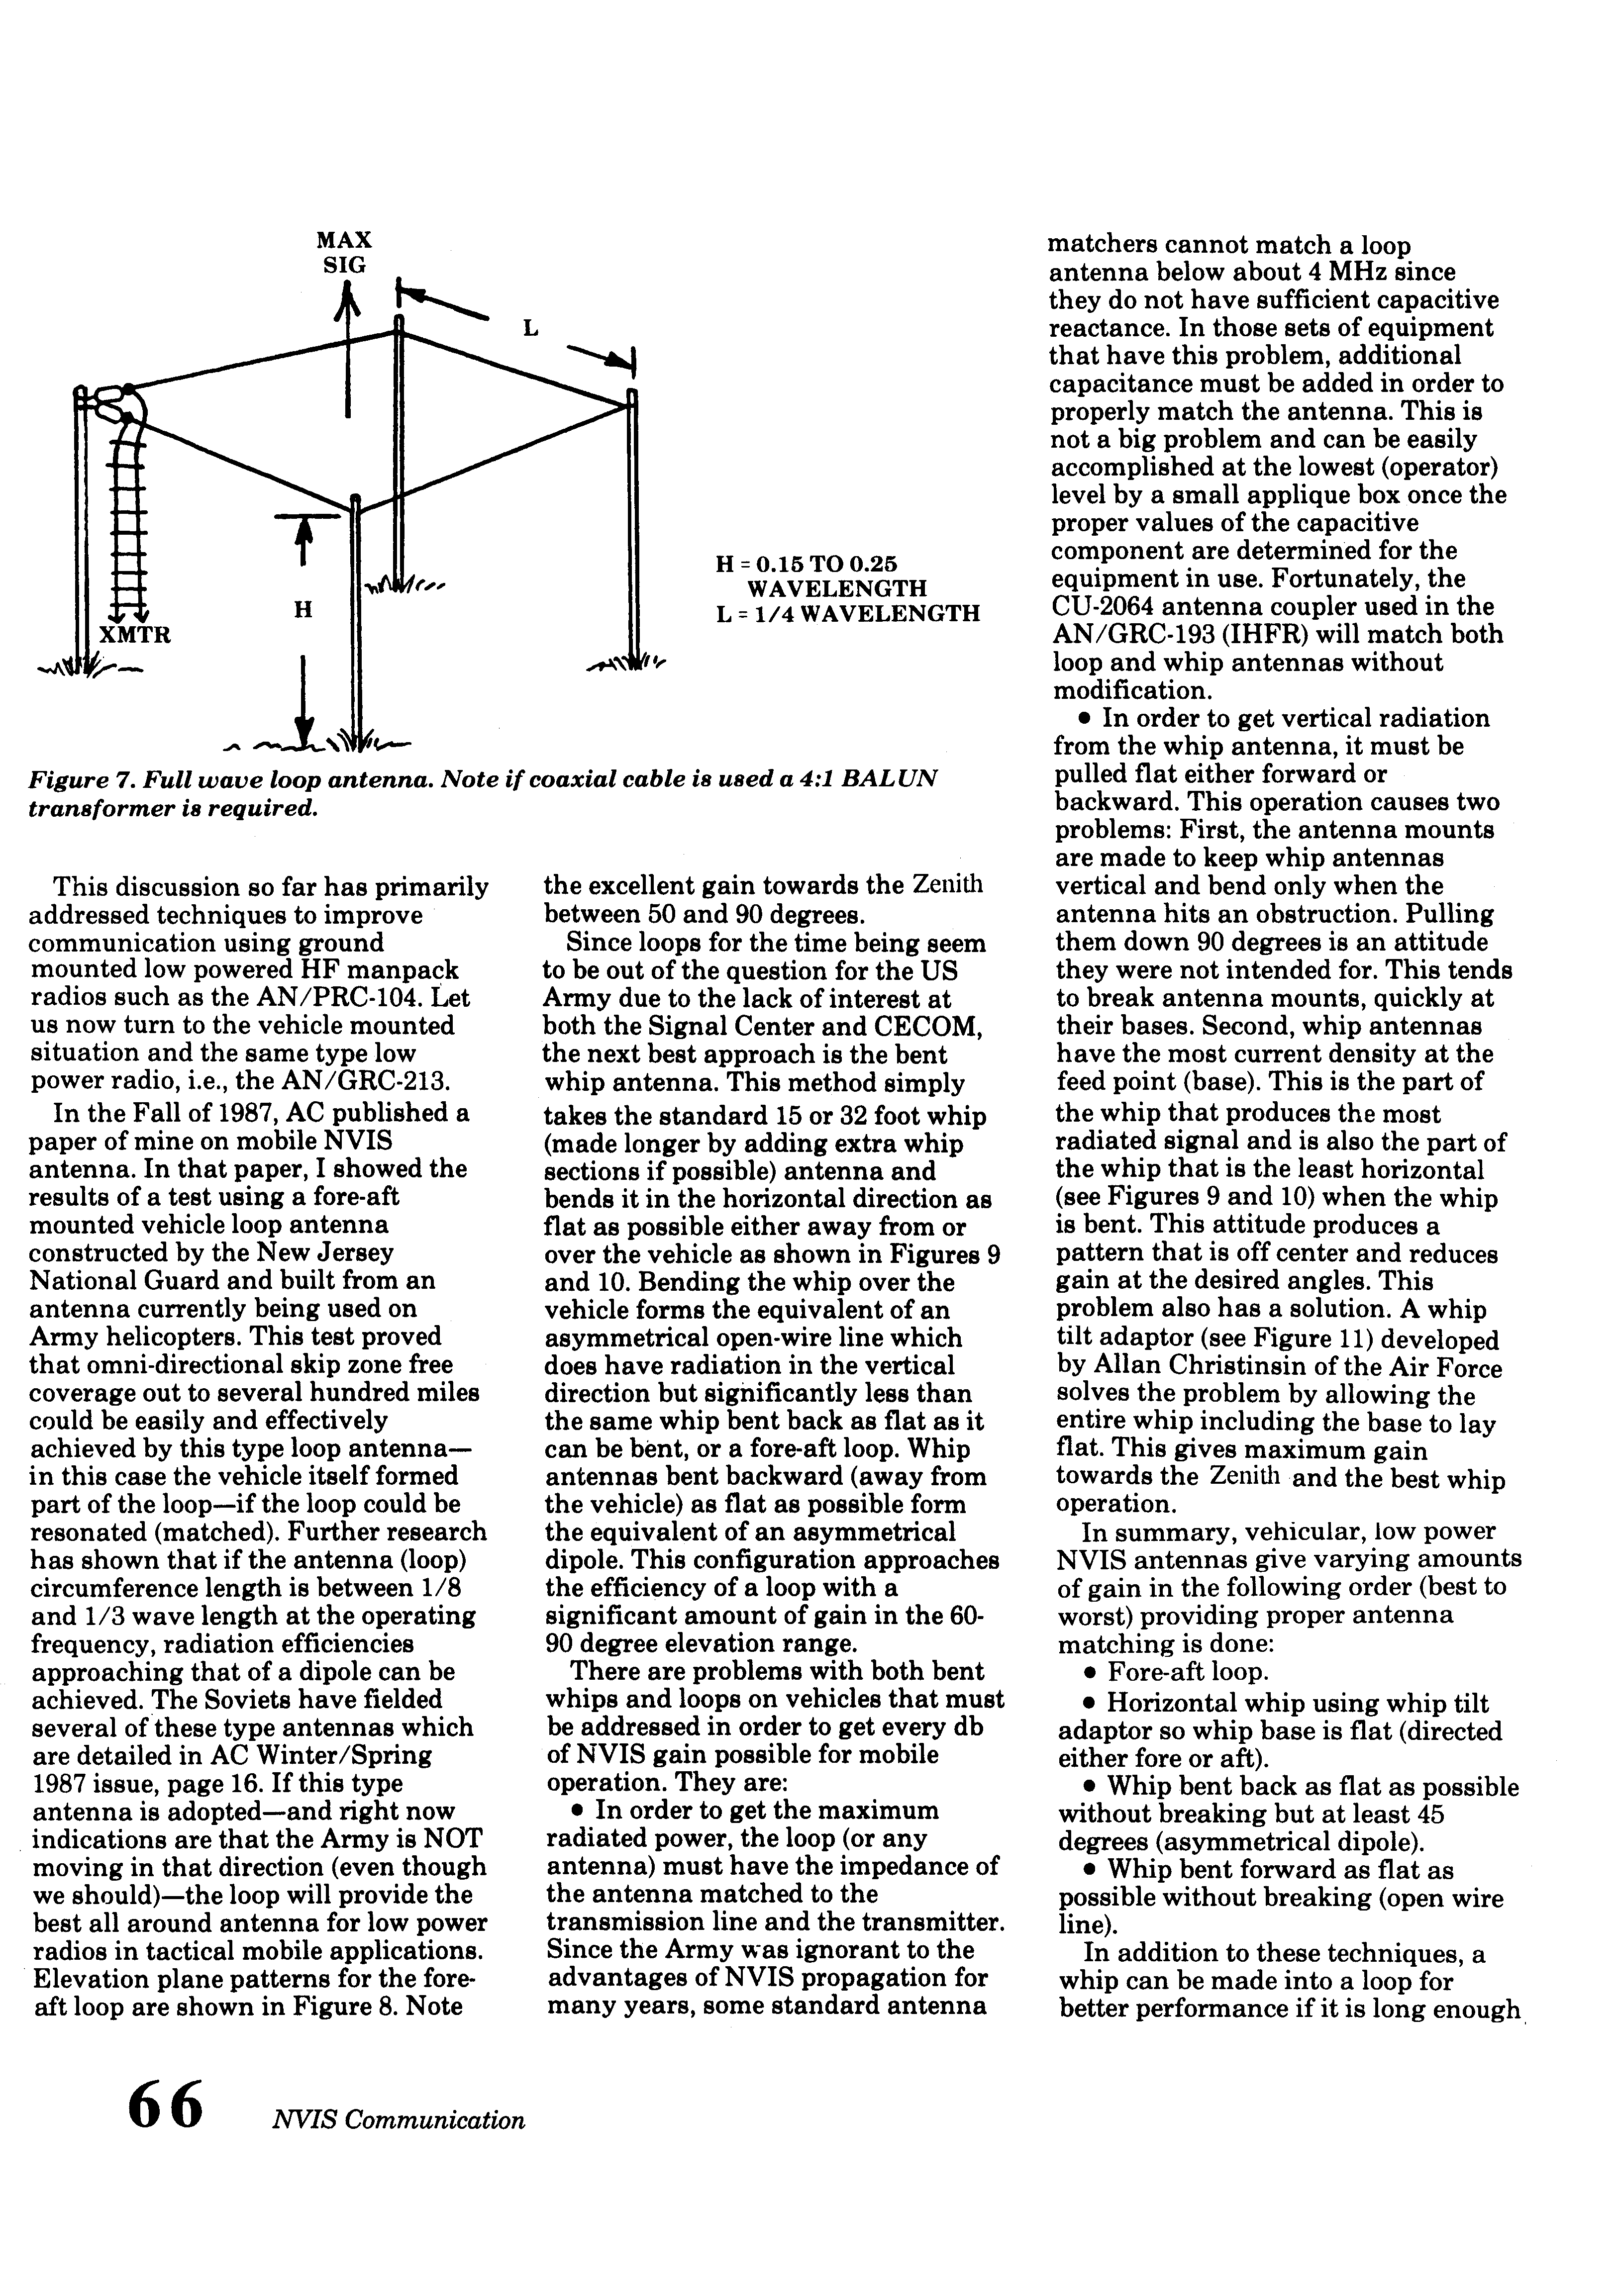 MAX
SIG
L
H = 0.15 TO 0.25
WAVELENGTH
L = 1/4 WAVELENGTH
H
XMTR
Figure 7. Full wave loop antenna. Note if coaxial cable is used a 4:1 BALUN
transformer is required.
This discussion so far has primarily
addressed techniques to improve
communication using ground
mounted low powered HF manpack
radios such as the AN/PRC-104. Let
us now turn to the vehicle mounted
situation and the same type low
power radio, i.e., the AN/GRC-213.
In the Fall of 1987, AC published a
paper of mine on mobile NVIS
antenna. In that paper, I showed the
results of a test using a fore-aft
mounted vehicle loop antenna
constructed by the New Jersey
National Guard and built from an
antenna currently being used on
Army helicopters. This test proved
that omni-directional skip zone free
coverage out to several hundred miles
could be easily and effectively
achieved by this type loop antenna—
in this case the vehicle itself formed
part of the loop—if the loop could be
resonated (matched). Further research
has shown that if the antenna (loop)
circumference length is between 1/8
and 1/3 wave length at the operating
frequency, radiation efficiencies
approaching that of a dipole can be
achieved. The Soviets have fielded
several of these type antennas which
are detailed in AC Winter/Spring
1987 issue, page 16. If this type
antenna is adopted—and right now
indications are that the Army is NOT
moving in that direction (even though
we should)—the loop will provide the
best all around antenna for low power
radios in tactical mobile applications.
Elevation plane patterns for the fore-
aft loop are shown in Figure 8. Note
the excellent gain towards the Zenith
between 50 and 90 degrees.
Since loops for the time being seem
to be out of the question for the US
Army due to the lack of interest at
both the Signal Center and CECOM,
the next best approach is the bent
whip antenna. This method simply
takes the standard 15 or 32 foot whip
(made longer by adding extra whip
sections if possible) antenna and
bends it in the horizontal direction as
flat as possible either away from or
over the vehicle as shown in Figures 9
and 10. Bending the whip over the
vehicle forms the equivalent of an
asymmetrical open-wire line which
does have radiation in the vertical
direction but significantly less than
the same whip bent back as flat as it
can be bent, or a fore-aft loop. Whip
antennas bent backward (away from
the vehicle) as flat as possible form
the equivalent of an asymmetrical
dipole. This configuration approaches
the efficiency of a loop with a
significant amount of gain in the 60-
90 degree elevation range.
There are problems with both bent
whips and loops on vehicles that must
be addressed in order to get every db
of NVIS gain possible for mobile
operation. They are:
• In order to get the maximum
radiated power, the loop (or any
antenna) must have the impedance of
the antenna matched to the
transmission line and the transmitter.
Since the Army was ignorant to the
advantages of NVIS propagation for
many years, some standard antenna
matchers cannot match a loop
antenna below about 4 MHz since
they do not have sufficient capacitive
reactance. In those sets of equipment
that have this problem, additional
capacitance must be added in order to
properly match the antenna. This is
not a big problem and can be easily
accomplished at the lowest (operator)
level by a small applique box once the
proper values of the capacitive
component are determined for the
equipment in use. Fortunately, the
CU-2064 antenna coupler used in the
AN/GRC-193 (IHFR) will match both
loop and whip antennas without
modification.
• In order to get vertical radiation
from the whip antenna, it must be
pulled flat either forward or
backward. This operation causes two
problems: First, the antenna mounts
are made to keep whip antennas
vertical and bend only when the
antenna hits an obstruction. Pulling
them down 90 degrees is an attitude
they were not intended for. This tends
to break antenna mounts, quickly at
their bases. Second, whip antennas
have the most current density at the
feed point (base). This is the part of
the whip that produces the most
radiated signal and is also the part of
the whip that is the least horizontal
(see Figures 9 and 10) when the whip
is bent. This attitude produces a
pattern that is off center and reduces
gain at the desired angles. This
problem also has a solution. A whip
tilt adaptor (see Figure 11) developed
by Allan Christinsin of the Air Force
solves the problem by allowing the
entire whip including the base to lay
flat. This gives maximum gain
towards the Zenith and the best whip
operation.
In summary, vehicular, low power
NVIS antennas give varying amounts
of gain in the following order (best to
worst) providing proper antenna
matching is done:
• Fore-aft loop.
• Horizontal whip using whip tilt
adaptor so whip base is flat (directed
either fore or aft).
• Whip bent back as flat as possible
without breaking but at least 45
degrees (asymmetrical dipole).
• Whip bent forward as flat as
possible without breaking (open wire
line).
In addition to these techniques, a
whip can be made into a loop for
better performance if it is long enough
66 NVIS Communication